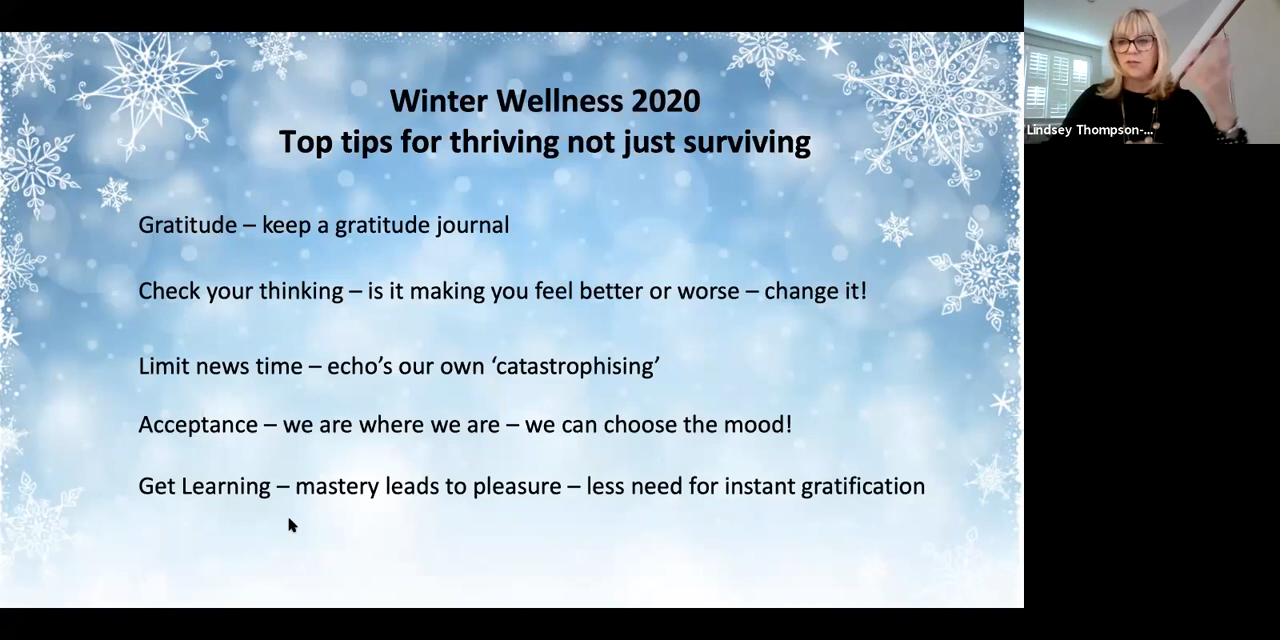 Winter Wellness 2020
Top tips for thriving not just surviving
Gratitude – keep a gratitude journal
Check your thinking – is it making you feel better or worse – change it!
Limit news time – echo's our own ‘catastrophising’
Acceptance – we are where we are – we can choose the mood!
Get Learning – mastery leads to pleasure – less need for instant gratification
Lindsey Thompson-...